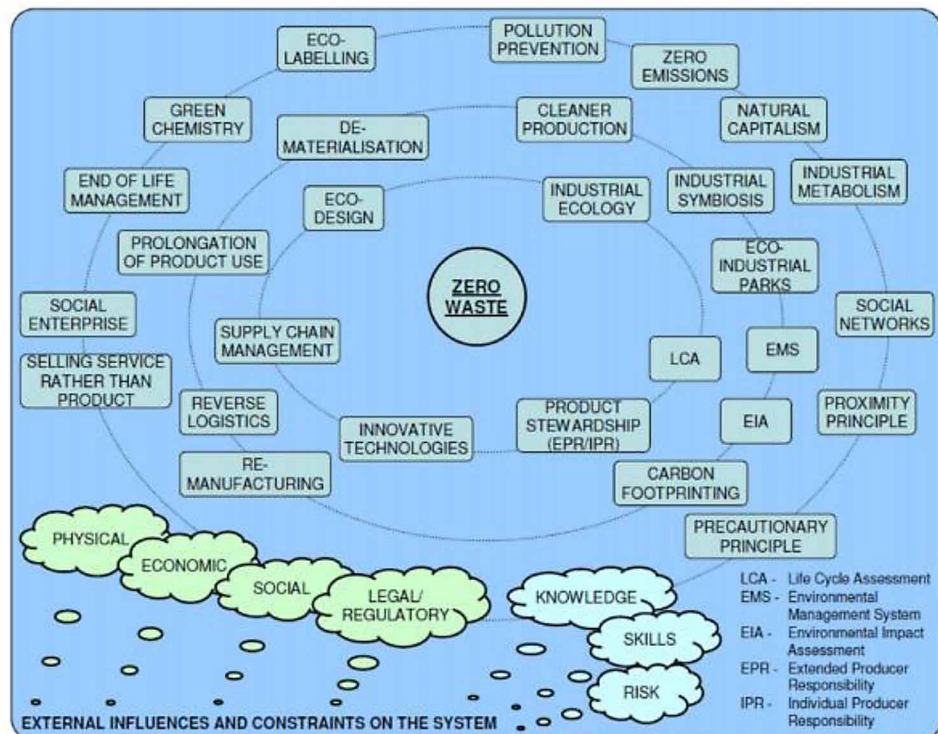 ECO-
LABELLING
POLLUTION
PREVENTION
ZERO
EMISSIONS
GREEN
CHEMISTRY
DE-
MATERIALISATION
CLEANER
PRODUCTION
NATURAL
CAPITALISM
END OF LIFE
MANAGEMENT
ECO-
DESIGN
INDUSTRIAL
ECOLOGY
INDUSTRIAL
SYMBIOSIS
INDUSTRIAL
METABOLISM
PROLONGATION
OF PRODUCT USE
ECO-
INDUSTRIAL
PARKS
ZERO
WASTE
SOCIAL
ENTERPRISE
SUPPLY CHAIN
MANAGEMENT
LCA
EMS
SOCIAL
NETWORKS
SELLING SERVICE
RATHER THAN
PRODUCT
REVERSE
LOGISTICS
INNOVATIVE
TECHNOLOGIES
PRODUCT
STEWARDSHIP
(EPR/IPR)
EIA
PROXIMITY
PRINCIPLE
RE-
MANUFACTURING
CARBON
FOOTPRINTING
PRECAUTIONARY
PRINCIPLE
PHYSICAL
ECONOMIC
SOCIAL
LEGAL/
REGULATORY
KNOWLEDGE
SKILLS
RISK
LCA - Life Cycle Assessment
EMS - Environmental
Management System
EIA - Environmental Impact
Assessment
EPR - Extended Producer
Responsibility
IPR - Individual Producer
Responsibility
EXTERNAL INFLUENCES AND CONSTRAINTS ON THE SYSTEM